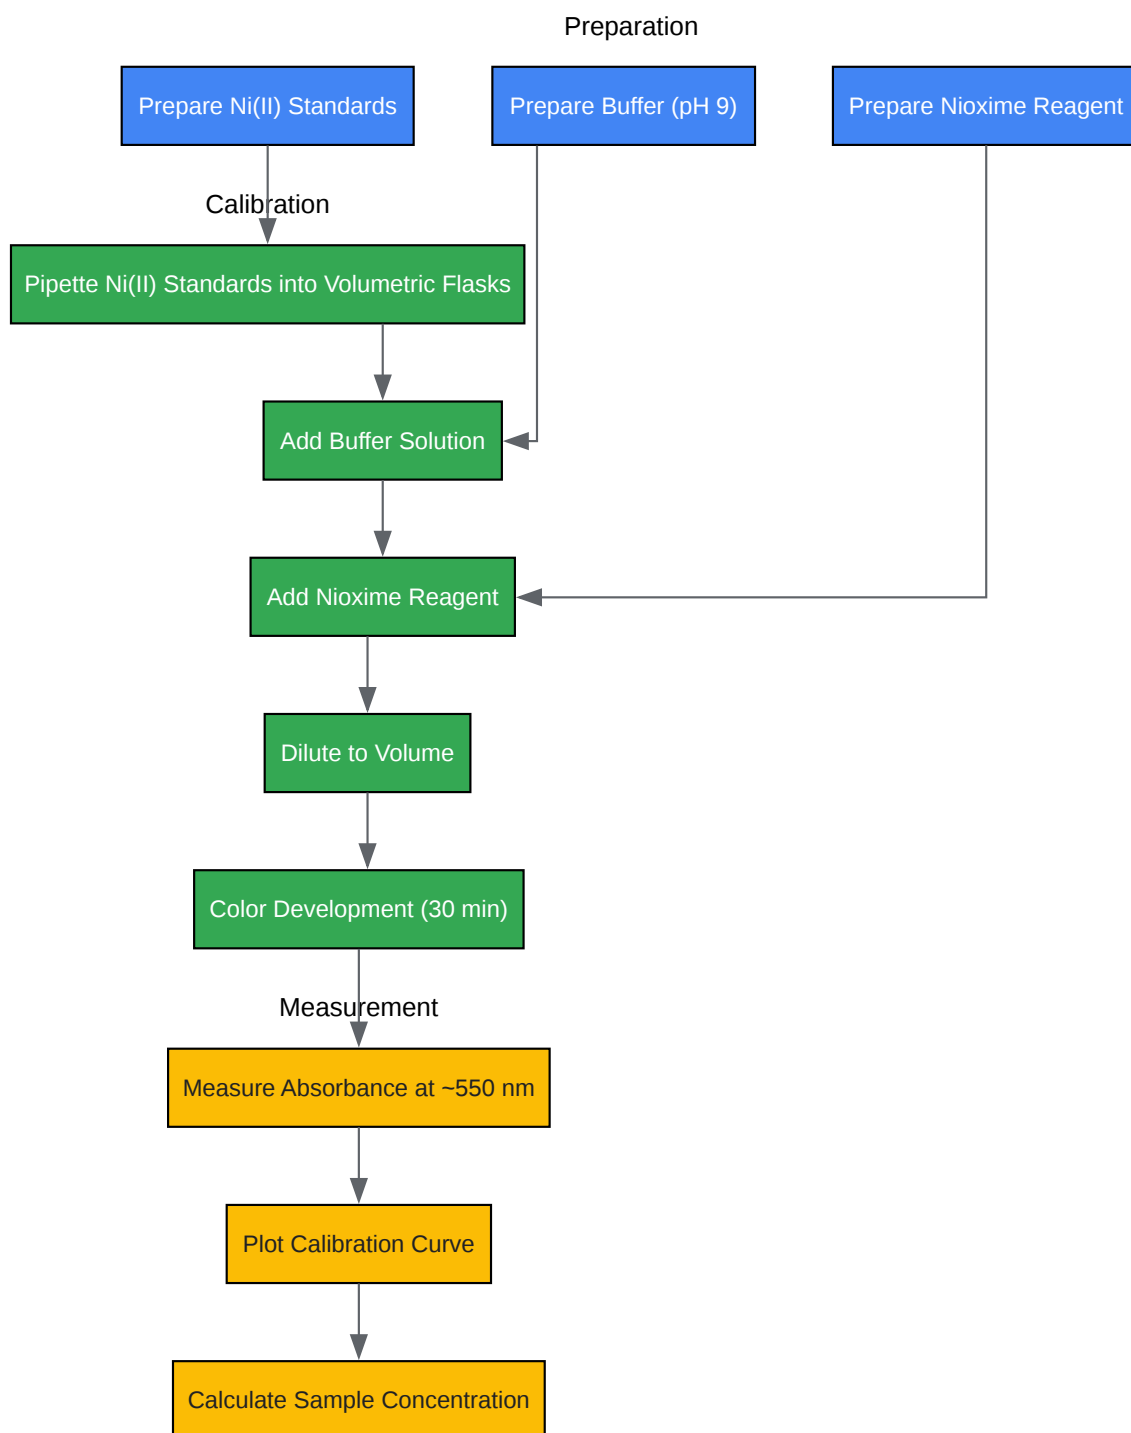 Preparation
Prepare Ni(II) Standards
Prepare Buffer (pH 9)
Prepare Nioxime Reagent
Calibration
Pipette Ni(II) Standards into Volumetric Flasks
Add Buffer Solution
Add Nioxime Reagent
Dilute to Volume
Color Development (30 min)
Measurement
Measure Absorbance at ~550 nm
Plot Calibration Curve
Calculate Sample Concentration